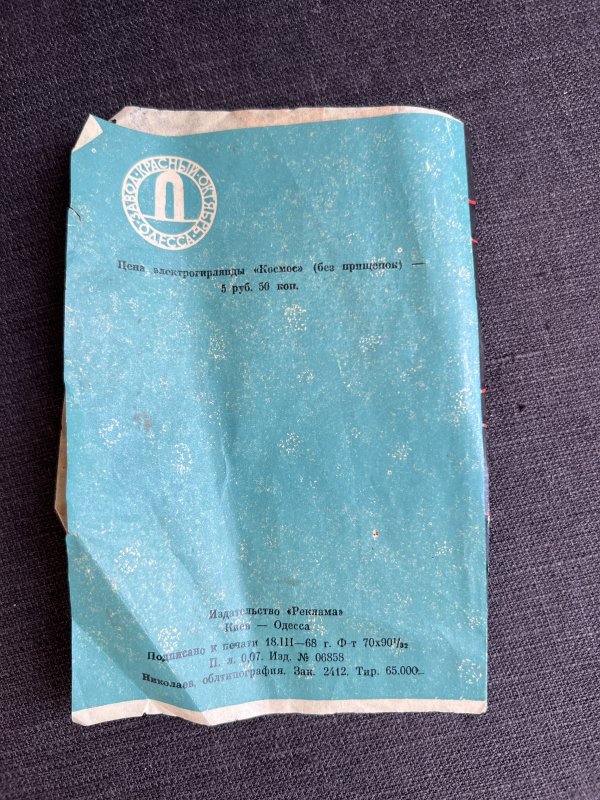 ЗАВОД·КРАСНЫЙ·ОКТЯБРЬ·ОДЕССА·
Цена электрогирлянды «Космос» (без прищепок) —
5 руб. 50 коп.
Издательство «Реклама»
Киев — Одесса
Подписано к печати 18.III—68 г. Ф-т 70х90¹/₃₂
П. л. 0,07. Изд. № 06858
Николаев, облтипография. Зак. 2412. Тир. 65.000